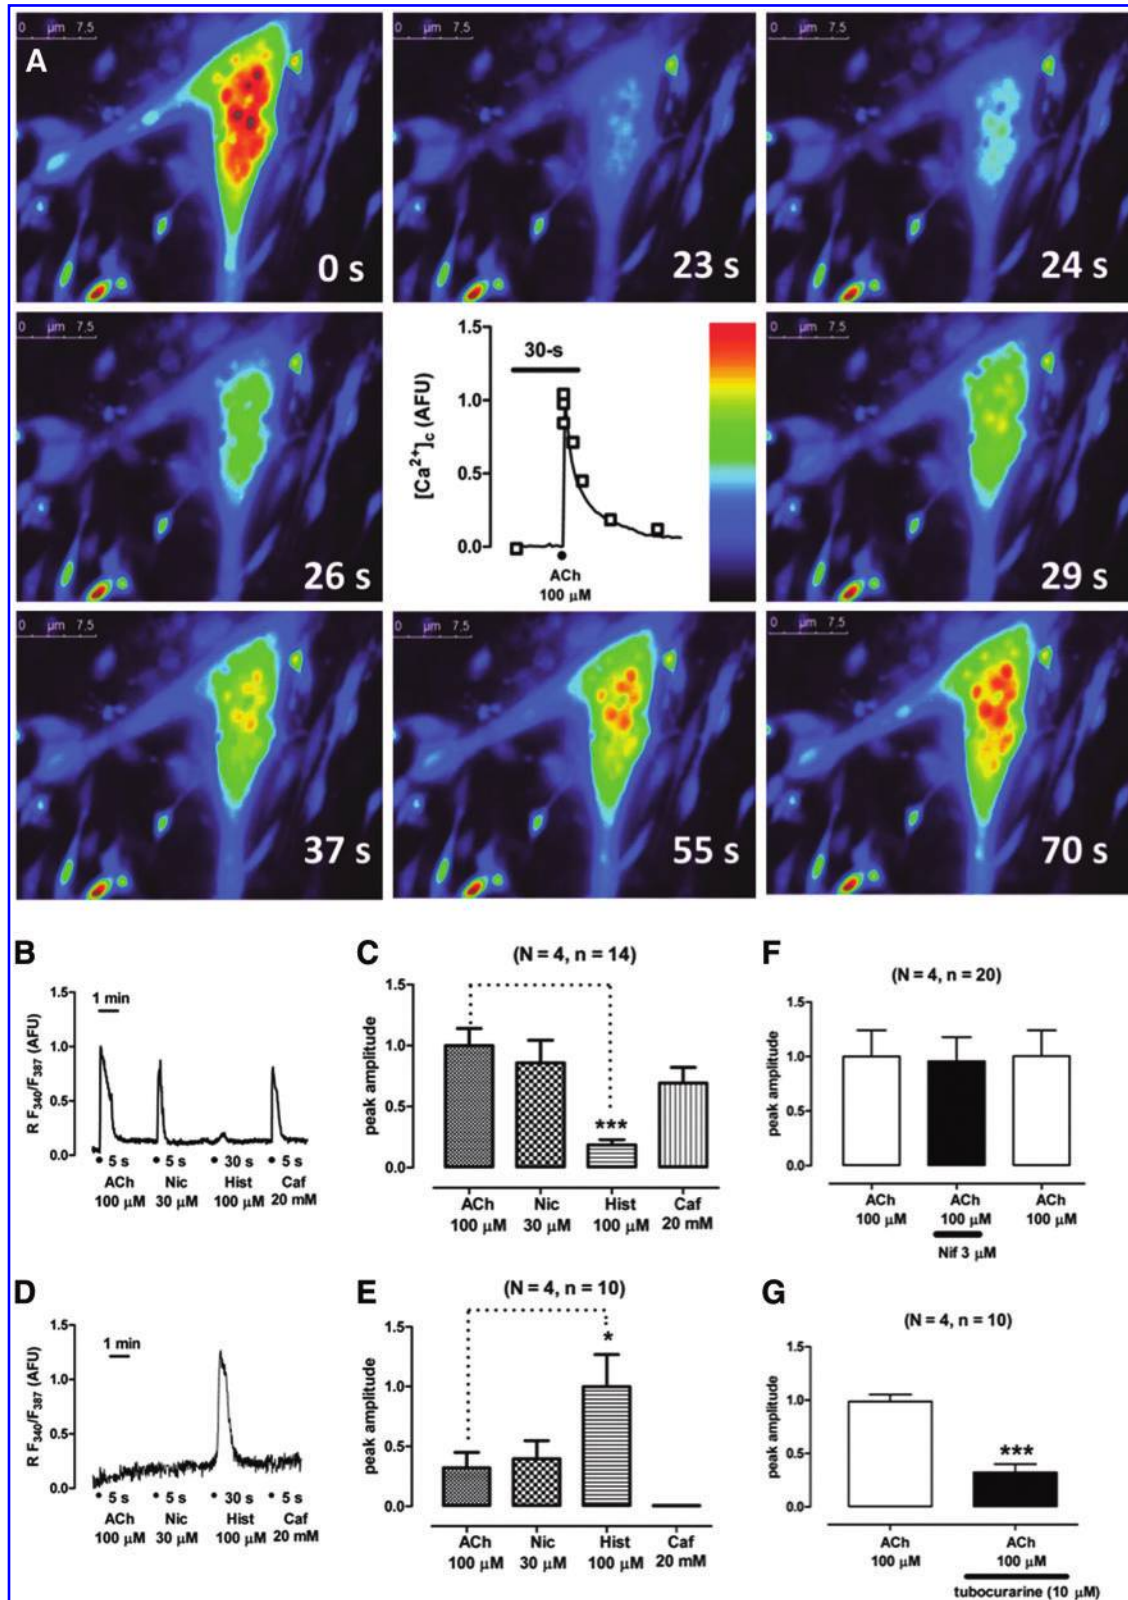 A
0 µm 7,5
0 s
0 µm 7,5
23 s
0 µm 7,5
24 s
0 µm 7,5
26 s
1.5
1.0
0.5
0.0
[Ca2+]c (AFU)
30-s
ACh
100 µM
0 µm 7,5
29 s
0 µm 7,5
37 s
0 µm 7,5
55 s
0 µm 7,5
70 s
B
1.5
1.0
0.5
0.0
R F340/F387 (AFU)
1 min
• 5 s • 5 s • 30 s • 5 s
ACh Nic Hist Caf
100 µM 30 µM 100 µM 20 mM
C
(N = 4, n = 14)
1.5
1.0
0.5
0.0
peak amplitude
***
ACh Nic Hist Caf
100 µM 30 µM 100 µM 20 mM
F
(N = 4, n = 20)
1.5
1.0
0.5
0.0
peak amplitude
ACh ACh ACh
100 µM 100 µM 100 µM
Nif 3 µM
D
1.5
1.0
0.5
0.0
R F340/F387 (AFU)
1 min
• 5 s • 5 s • 30 s • 5 s
ACh Nic Hist Caf
100 µM 30 µM 100 µM 20 mM
E
(N = 4, n = 10)
1.5
1.0
0.5
0.0
peak amplitude
*
ACh Nic Hist Caf
100 µM 30 µM 100 µM 20 mM
G
(N = 4, n = 10)
1.5
1.0
0.5
0.0
peak amplitude
***
ACh ACh
100 µM 100 µM
tubocurarine (10 µM)